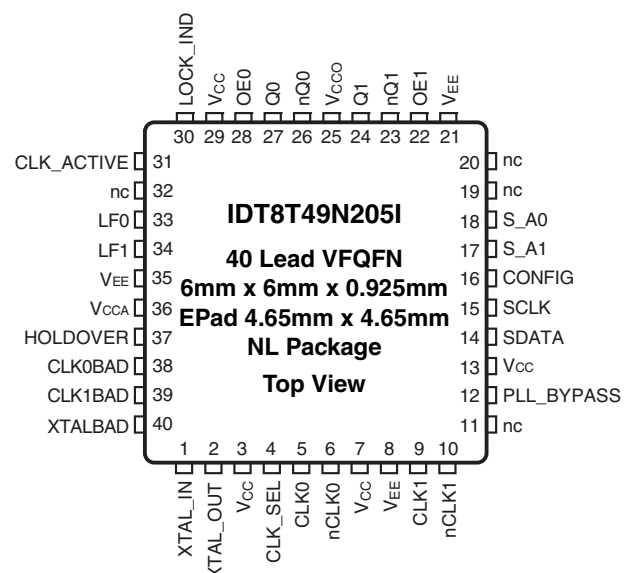 LOCK_IND
VCC
OE0
Q0
nQ0
VCCO
Q1
nQ1
OE1
VEE
30 29 28 27 26 25 24 23 22 21
CLK_ACTIVE 31
nc 32
LF0 33
LF1 34
VEE 35
VCCA 36
HOLDOVER 37
CLK0BAD 38
CLK1BAD 39
XTALBAD 40
IDT8T49N205I
40 Lead VFQFN
6mm x 6mm x 0.925mm
EPad 4.65mm x 4.65mm
NL Package
Top View
20 nc
19 nc
18 S_A0
17 S_A1
16 CONFIG
15 SCLK
14 SDATA
13 VCC
12 PLL_BYPASS
11 nc
1 2 3 4 5 6 7 8 9 10
XTAL_IN
XTAL_OUT
VCC
CLK_SEL
CLK0
nCLK0
VCC
VEE
CLK1
nCLK1